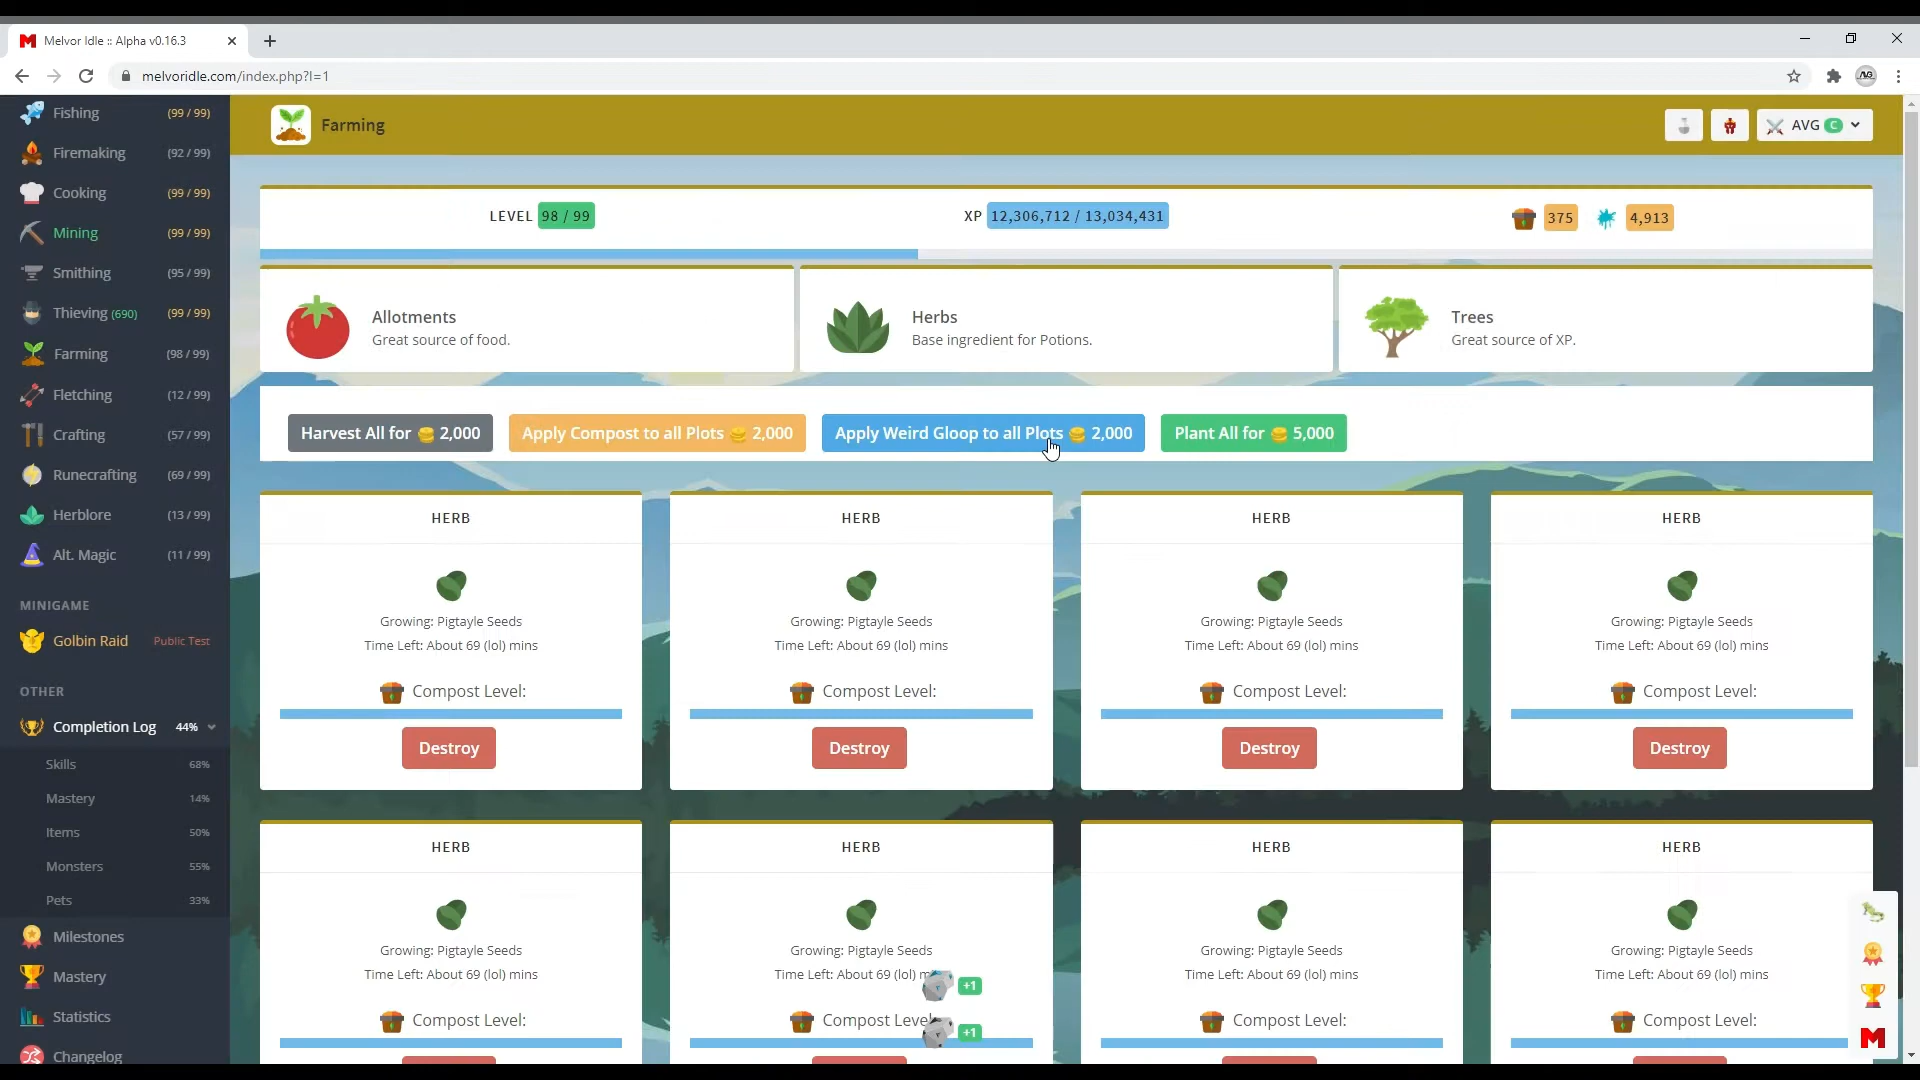 Melvor Idle :: Alpha v0.16.3
melvoridle.com/index.php?l=1
Fishing (99 / 99)
Firemaking (92 / 99)
Cooking (99 / 99)
Mining (99 / 99)
Smithing (95 / 99)
Thieving (690) (99 / 99)
Farming (98 / 99)
Fletching (12 / 99)
Crafting (57 / 99)
Runecrafting (69 / 99)
Herblore (13 / 99)
Alt. Magic (11 / 99)
MINIGAME
Golbin Raid Public Test
OTHER
Completion Log 44%
Skills 68%
Mastery 14%
Items 50%
Monsters 55%
Pets 33%
Milestones
Mastery
Statistics
Changelog
Farming
AVG C
LEVEL 98 / 99 XP 12,306,712 / 13,034,431 375 4,913
Allotments
Great source of food.
Herbs
Base ingredient for Potions.
Trees
Great source of XP.
Harvest All for 2,000 Apply Compost to all Plots 2,000 Apply Weird Gloop to all Plots 2,000 Plant All for 5,000
HERB HERB HERB HERB
Growing: Pigtayle Seeds Growing: Pigtayle Seeds Growing: Pigtayle Seeds Growing: Pigtayle Seeds
Time Left: About 69 (lol) mins Time Left: About 69 (lol) mins Time Left: About 69 (lol) mins Time Left: About 69 (lol) mins
Compost Level: Compost Level: Compost Level: Compost Level:
Destroy Destroy Destroy Destroy
HERB HERB HERB HERB
Growing: Pigtayle Seeds Growing: Pigtayle Seeds Growing: Pigtayle Seeds Growing: Pigtayle Seeds
Time Left: About 69 (lol) mins Time Left: About 69 (lol) Time Left: About 69 (lol) mins Time Left: About 69 (lol) mins
+1
Compost Level: Compost Compost Level: Compost Level:
+1